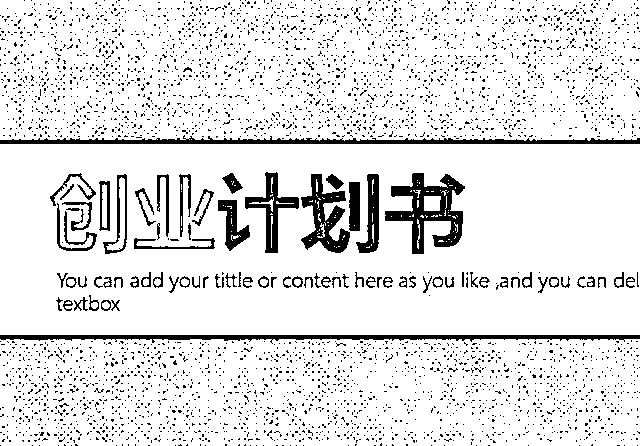 创业计划书
You can add your tittle or content here as you like ,and you can del
textbox